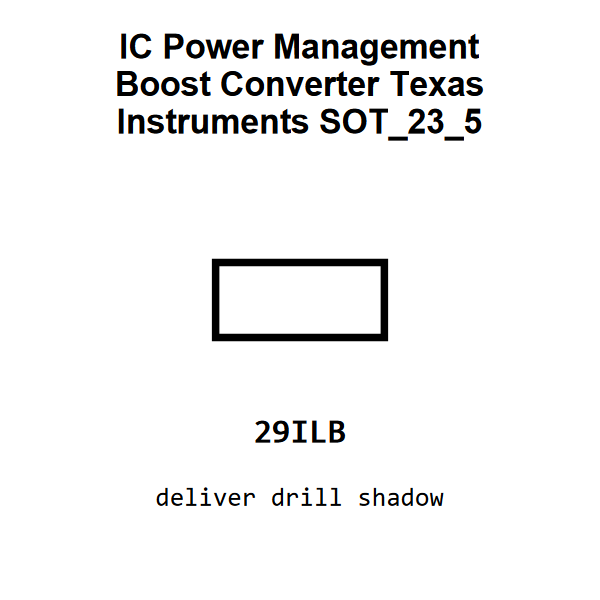 IC Power Management
Boost Converter Texas
Instruments SOT_23_5
29ILB
deliver drill shadow